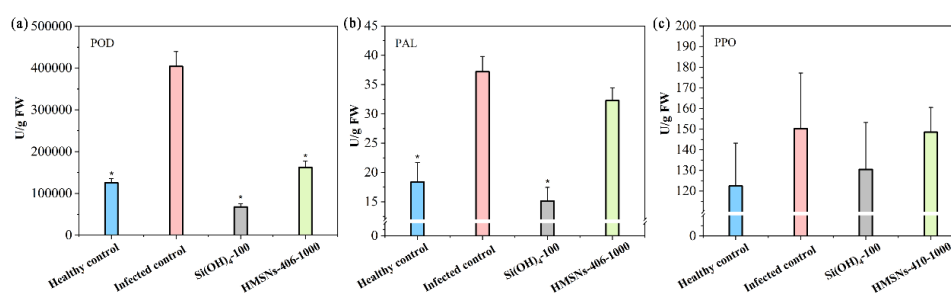 (a)
POD
U/g FW
500000
400000
300000
200000
100000
0
*
*
*
Healthy control
Infected control
Si(OH)4-100
HMSNs-406-1000
(b)
PAL
U/g FW
45
40
35
30
25
20
15
0
*
*
Healthy control
Infected control
Si(OH)4-100
HMSNs-406-1000
(c)
PPO
U/g FW
200
190
180
170
160
150
140
130
120
0
Healthy control
Infected control
Si(OH)4-100
HMSNs-410-1000